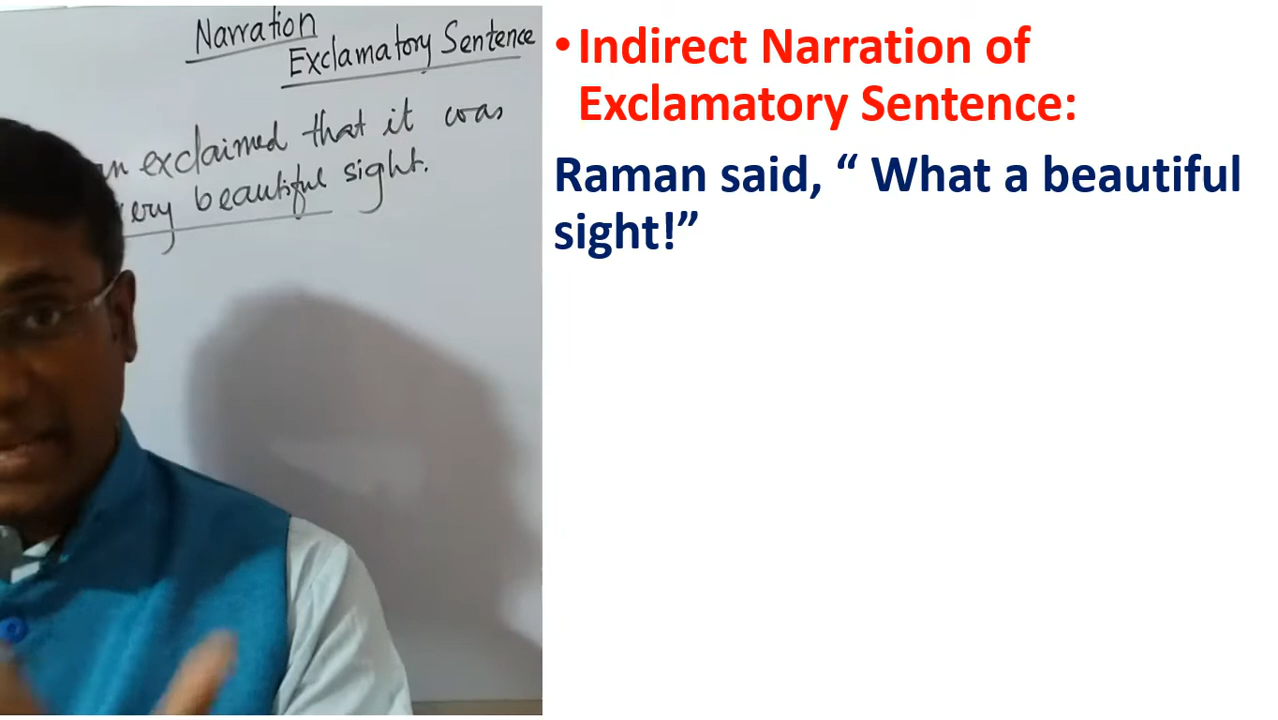 Narration
Exclamatory Sentence
exclaimed that it was
beautiful sight.
•Indirect Narration of
Exclamatory Sentence:
Raman said, “ What a beautiful
sight!”